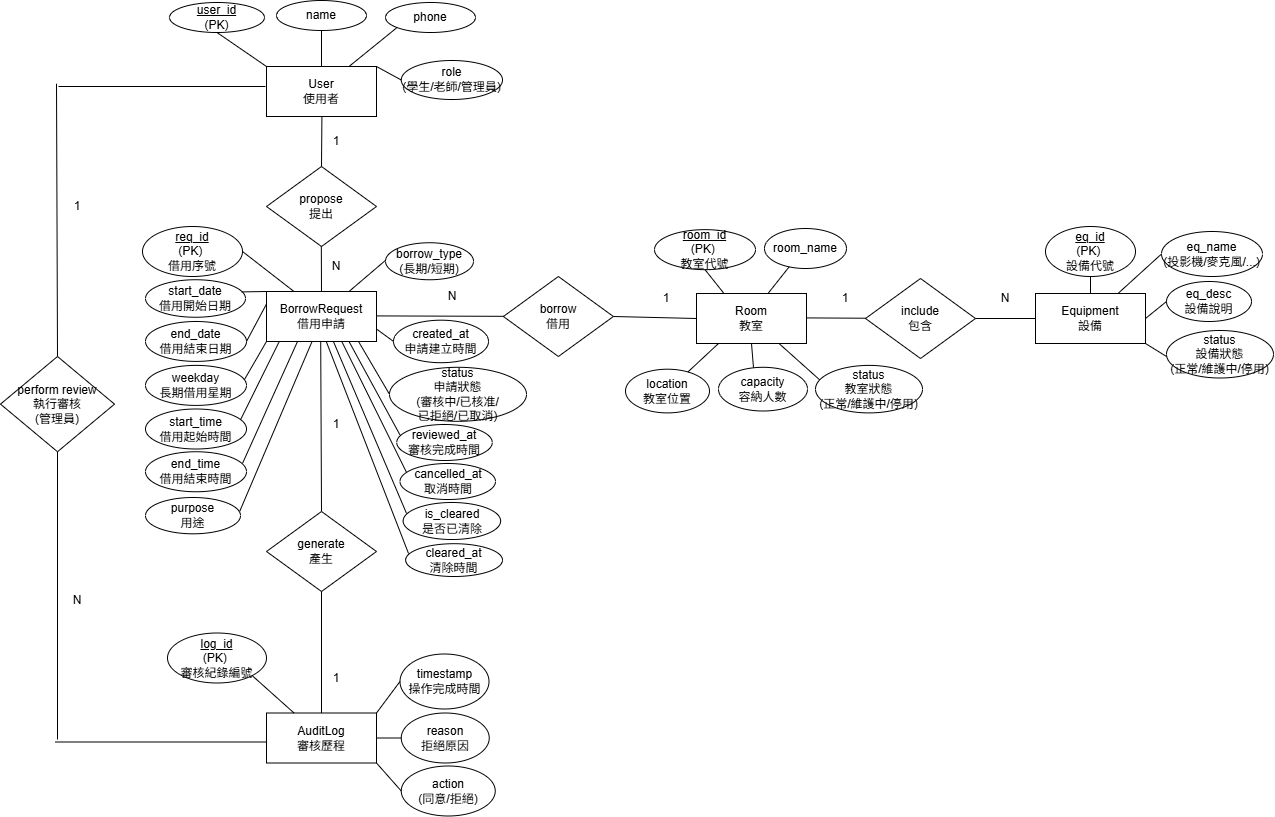 user_id
(PK)
name
phone
role
(學生/老師/管理員)
User
使用者
1
propose
提出
1
N
req_id
(PK)
借用序號
borrow_type
(長期/短期)
start_date
借用開始日期
BorrowRequest
借用申請
end_date
借用結束日期
created_at
申請建立時間
weekday
長期借用星期
status
申請狀態
(審核中/已核准/
已拒絕/已取消)
start_time
借用起始時間
reviewed_at
審核完成時間
end_time
借用結束時間
cancelled_at
取消時間
purpose
用途
is_cleared
是否已清除
cleared_at
清除時間
N
borrow
借用
1
room_id
(PK)
教室代號
room_name
Room
教室
location
教室位置
capacity
容納人數
status
教室狀態
(正常/維護中/停用)
1
include
包含
N
eq_id
(PK)
設備代號
eq_name
(投影機/麥克風/...)
Equipment
設備
eq_desc
設備說明
status
設備狀態
(正常/維護中/停用)
perform review
執行審核
(管理員)
1
generate
產生
N
1
log_id
(PK)
審核紀錄編號
AuditLog
審核歷程
timestamp
操作完成時間
reason
拒絕原因
action
(同意/拒絕)